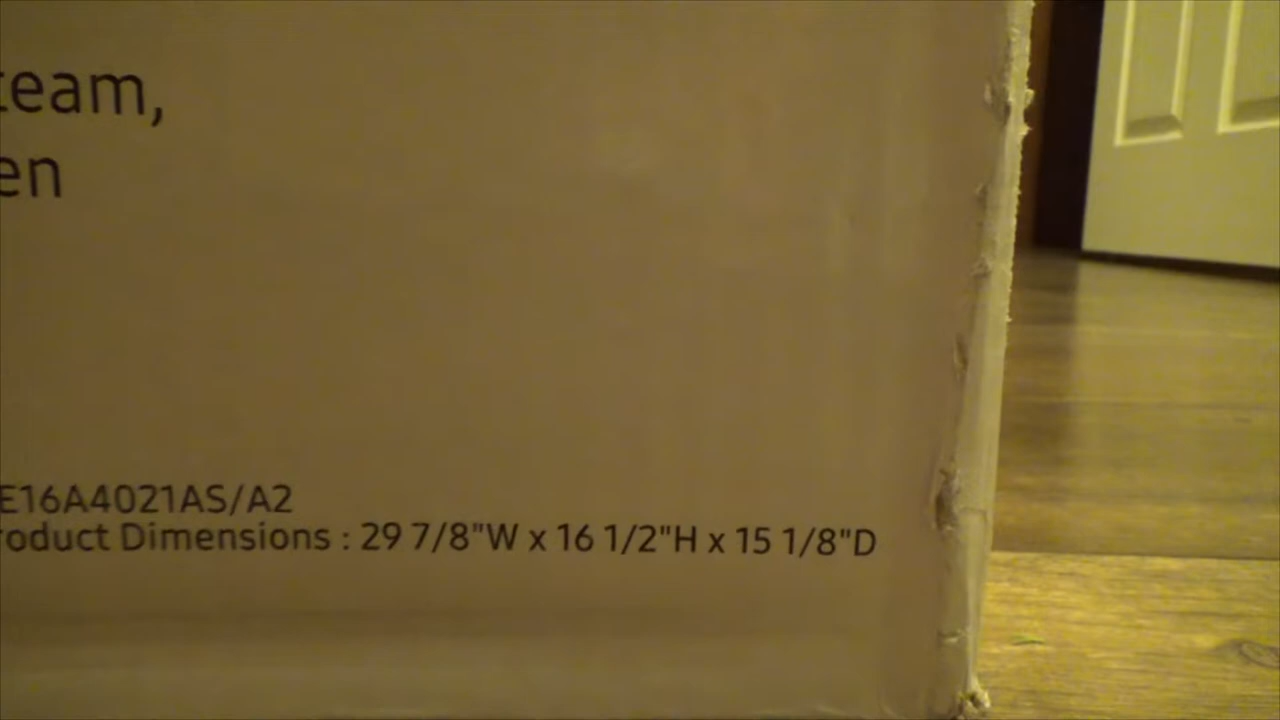 team,
en
E16A4021AS/A2
roduct Dimensions : 29 7/8"W x 16 1/2"H x 15 1/8"D